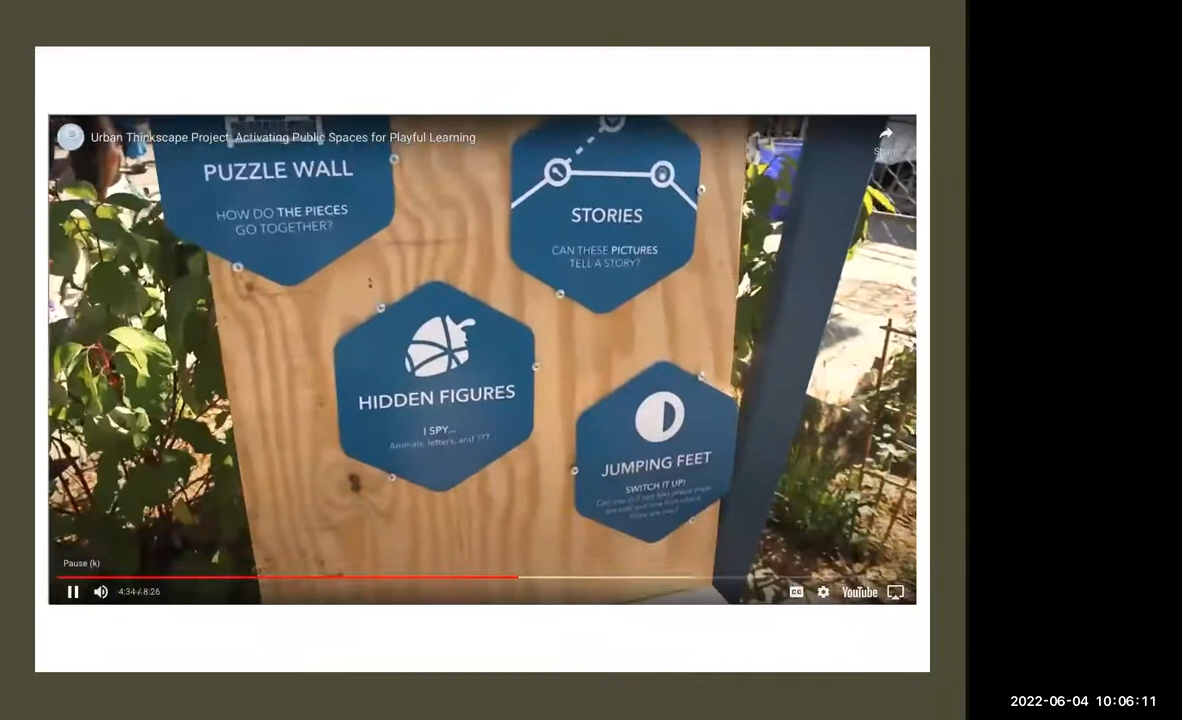 Urban Thinkscape Project: Activating Public Spaces for Playful Learning
Share
PUZZLE WALL
HOW DO THE PIECES
GO TOGETHER?
STORIES
CAN THESE PICTURES
TELL A STORY?
HIDDEN FIGURES
I SPY...
Animals, letters, and ???
JUMPING FEET
SWITCH IT UP!
Pause (k)
4:34 / 8:26
CC
YouTube
2022-06-04 10:06:11